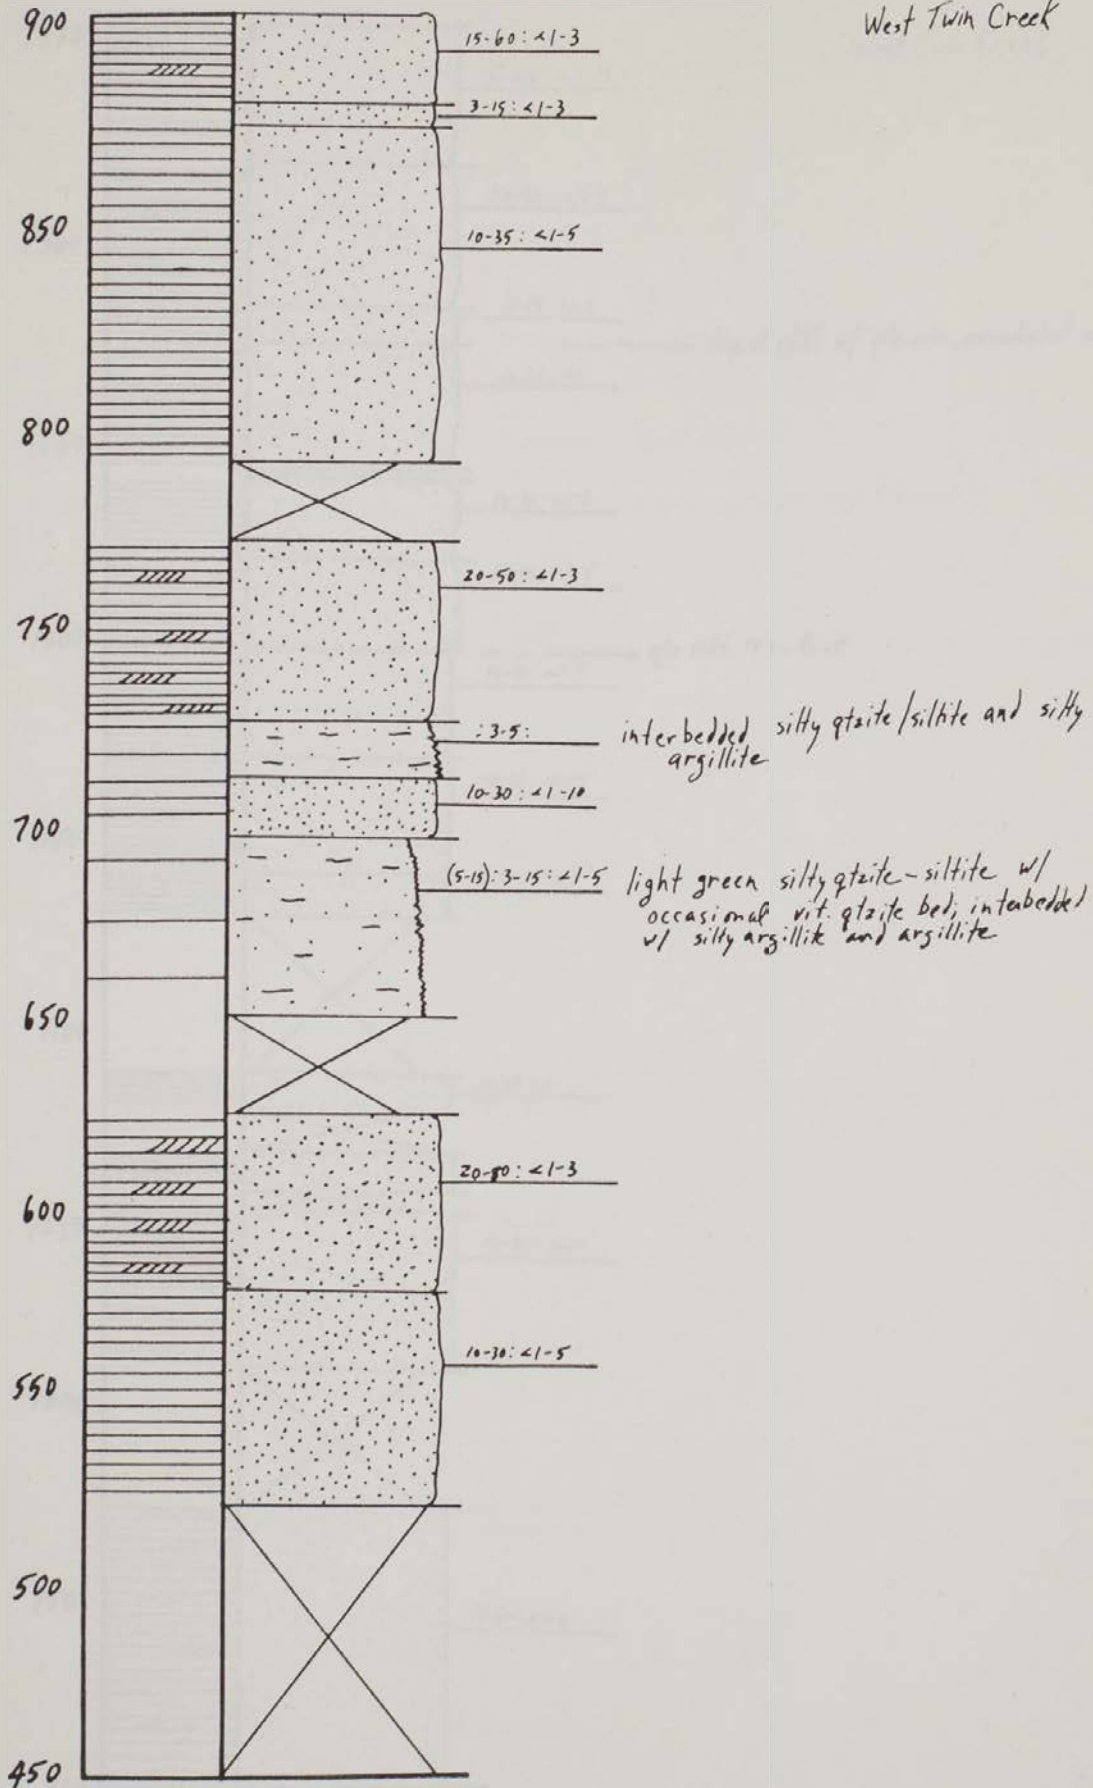 West Twin Creek
900
15-60: <1-3
3-15: <1-3
850
10-35: <1-5
800
20-50: <1-3
750
: 3-5:
interbedded silty qtzite/siltite and silty
argillite
10-30: <1-10
700
(5-15): 3-15: <1-5
light green silty qtzite - siltite w/
occasional vit. qtzite bed, interbedded
w/ silty argillite and argillite
650
20-80: <1-3
600
10-30: <1-5
550
500
450